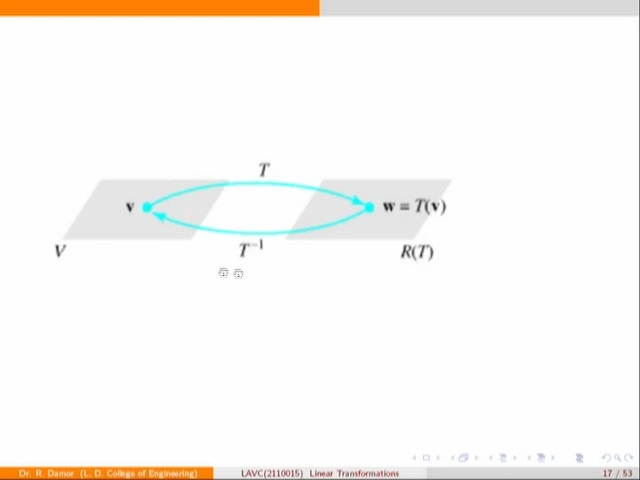 T
v
w = T(v)
V
T⁻¹
R(T)
Dr. R. Damor (L. D. College of Engineering)
LAVC(2110015) Linear Transformations
17 / 53